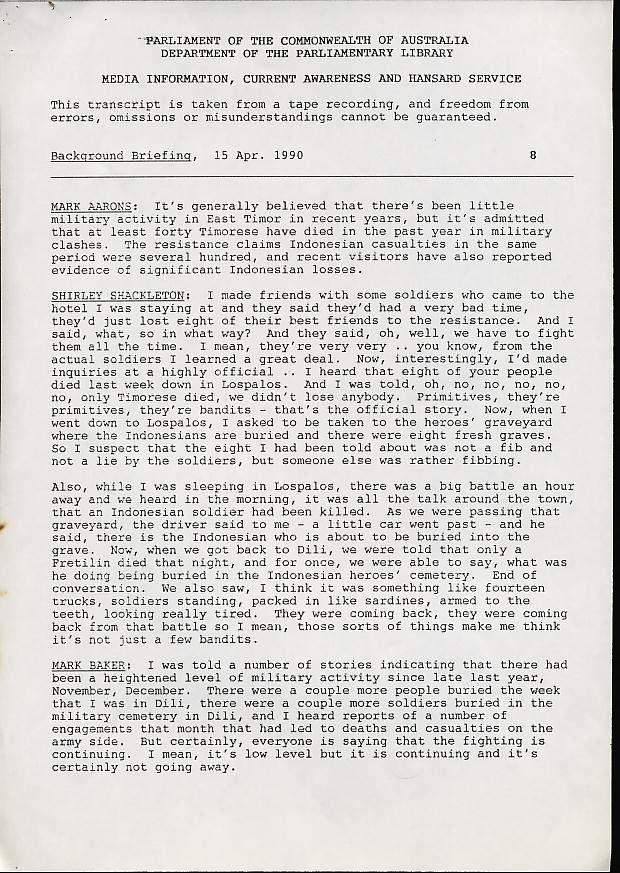 PARLIAMENT OF THE COMMONWEALTH OF AUSTRALIA
DEPARTMENT OF THE PARLIAMENTARY LIBRARY
MEDIA INFORMATION, CURRENT AWARENESS AND HANSARD SERVICE
This transcript is taken from a tape recording, and freedom from
errors, omissions or misunderstandings cannot be guaranteed.
Background Briefing, 15 Apr. 1990 8
MARK AARONS: It's generally believed that there's been little
military activity in East Timor in recent years, but it's admitted
that at least forty Timorese have died in the past year in military
clashes. The resistance claims Indonesian casualties in the same
period were several hundred, and recent visitors have also reported
evidence of significant Indonesian losses.
SHIRLEY SHACKLETON: I made friends with some soldiers who came to the
hotel I was staying at and they said they'd had a very bad time,
they'd just lost eight of their best friends to the resistance. And I
said, what, so in what way? And they said, oh, well, we have to fight
them all the time. I mean, they're very very .. you know, from the
actual soldiers I learned a great deal. Now, interestingly, I'd made
inquiries at a highly official .. I heard that eight of your people
died last week down in Lospalos. And I was told, oh, no, no, no, no,
no, only Timorese died, we didn't lose anybody. Primitives, they're
primitives, they're bandits - that's the official story. Now, when I
went down to Lospalos, I asked to be taken to the heroes' graveyard
where the Indonesians are buried and there were eight fresh graves.
So I suspect that the eight I had been told about was not a fib and
not a lie by the soldiers, but someone else was rather fibbing.
Also, while I was sleeping in Lospalos, there was a big battle an hour
away and we heard in the morning, it was all the talk around the town,
that an Indonesian soldier had been killed. As we were passing that
graveyard, the driver said to me - a little car went past - and he
said, there is the Indonesian who is about to be buried into the
grave. Now, when we got back to Dili, we were told that only a
Fretilin died that night, and for once, we were able to say, what was
he doing being buried in the Indonesian heroes' cemetery. End of
conversation. We also saw, I think it was something like fourteen
trucks, soldiers standing, packed in like sardines, armed to the
teeth, looking really tired. They were coming back, they were coming
back from that battle so I mean, those sorts of things make me think
it's not just a few bandits.
MARK BAKER: I was told a number of stories indicating that there had
been a heightened level of military activity since late last year,
November, December. There were a couple more people buried the week
that I was in Dili, there were a couple more soldiers buried in the
military cemetery in Dili, and I heard reports of a number of
engagements that month that had led to deaths and casualties on the
army side. But certainly, everyone is saying that the fighting is
continuing. I mean, it's low level but it is continuing and it's
certainly not going away.